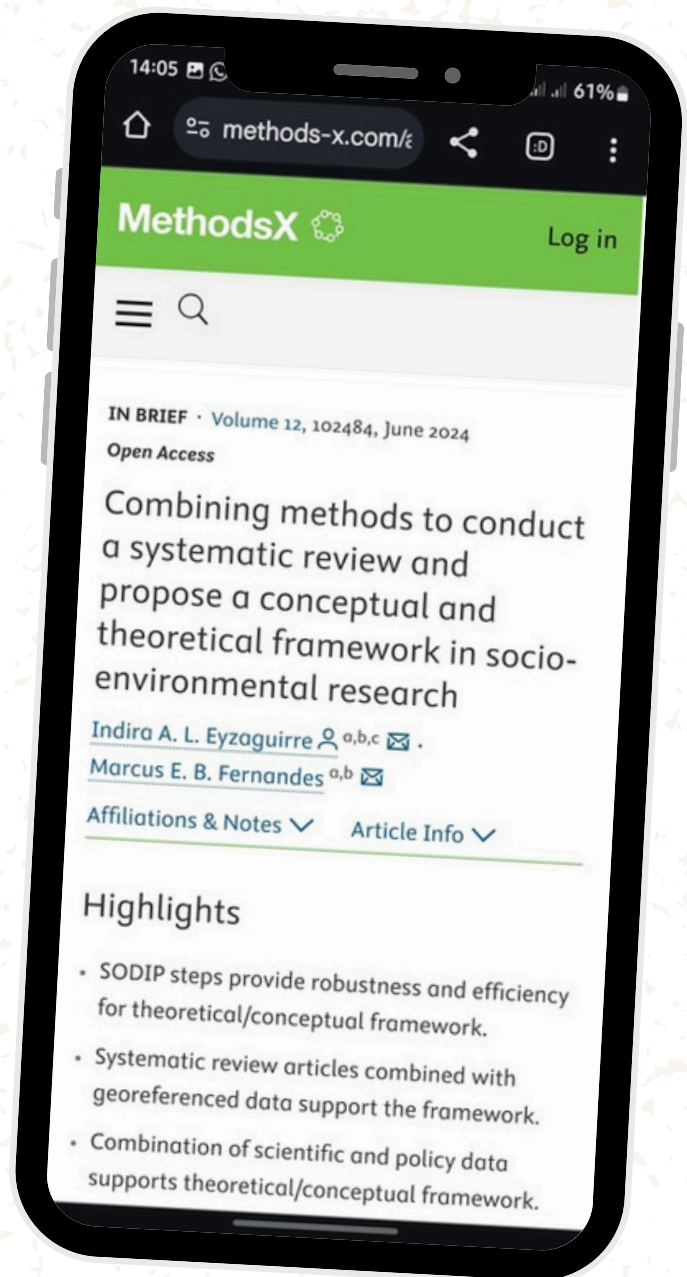 14:05 61%
methods-x.com/a :D
MethodsX Log in
IN BRIEF · Volume 12, 102484, June 2024
Open Access
Combining methods to conduct
a systematic review and
propose a conceptual and
theoretical framework in socio-
environmental research
Indira A. L. Eyzaguirre a,b,c ·
Marcus E. B. Fernandes a,b
Affiliations & Notes Article Info
Highlights
• SODIP steps provide robustness and efficiency
for theoretical/conceptual framework.
• Systematic review articles combined with
georeferenced data support the framework.
• Combination of scientific and policy data
supports theoretical/conceptual framework.